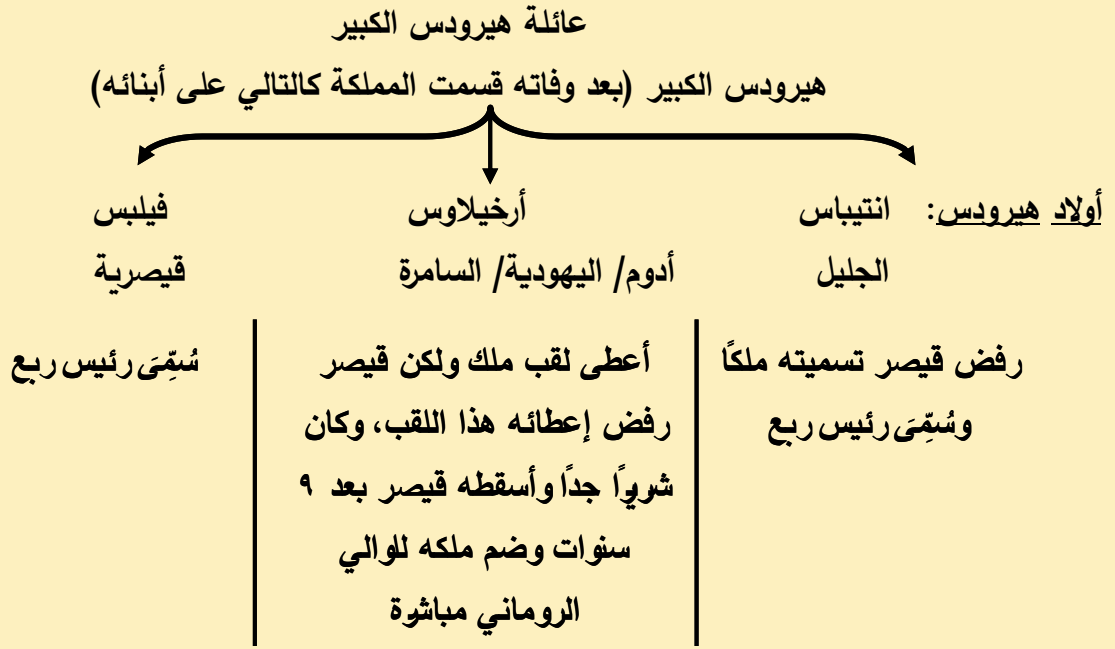 عائلة هيرودس الكبير
هيرودس الكبير (بعد وفاته قسمت المملكة كالتالي على أبنائه)
أولاد هيرودس: انتيباس أرخيلاوس فيلبس
الجليل أدوم/ اليهودية/ السامرة قيصرية
رفض قيصر تسميته ملكًا
وسُمِّىَ رئيس ربع
أعطى لقب ملك ولكن قيصر
رفض إعطائه هذا اللقب، وكان
شريرًا جدًا وأسقطه قيصر بعد ٩
سنوات وضم ملكه للوالي
الروماني مباشرة
سُمِّىَ رئيس ربع